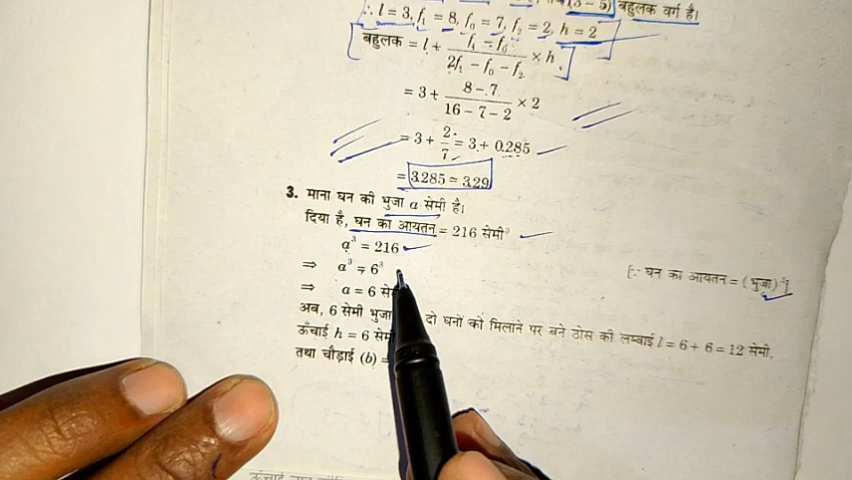 (3 – 5) बहुलक वर्ग है।
∴ l = 3, f₁ = 8, f₀ = 7, f₂ = 2, h = 2
बहुलक = l + (f₁ – f₀)/(2f₁ – f₀ – f₂) × h.
= 3 + (8 – 7)/(16 – 7 – 2) × 2
= 3 + 2/7 = 3 + 0.285
= 3.285 ≃ 3.29
3. माना घन की भुजा a सेमी है।
दिया है, घन का आयतन = 216 सेमी³
a³ = 216
⇒ a³ = 6³ [∵ घन का आयतन = (भुजा)³]
⇒ a = 6
अब, 6 सेमी भुजा दो घनों को मिलाने पर बने ठोस की लम्बाई l = 6 + 6 = 12 सेमी,
ऊँचाई h = 6
तथा चौड़ाई (b) =